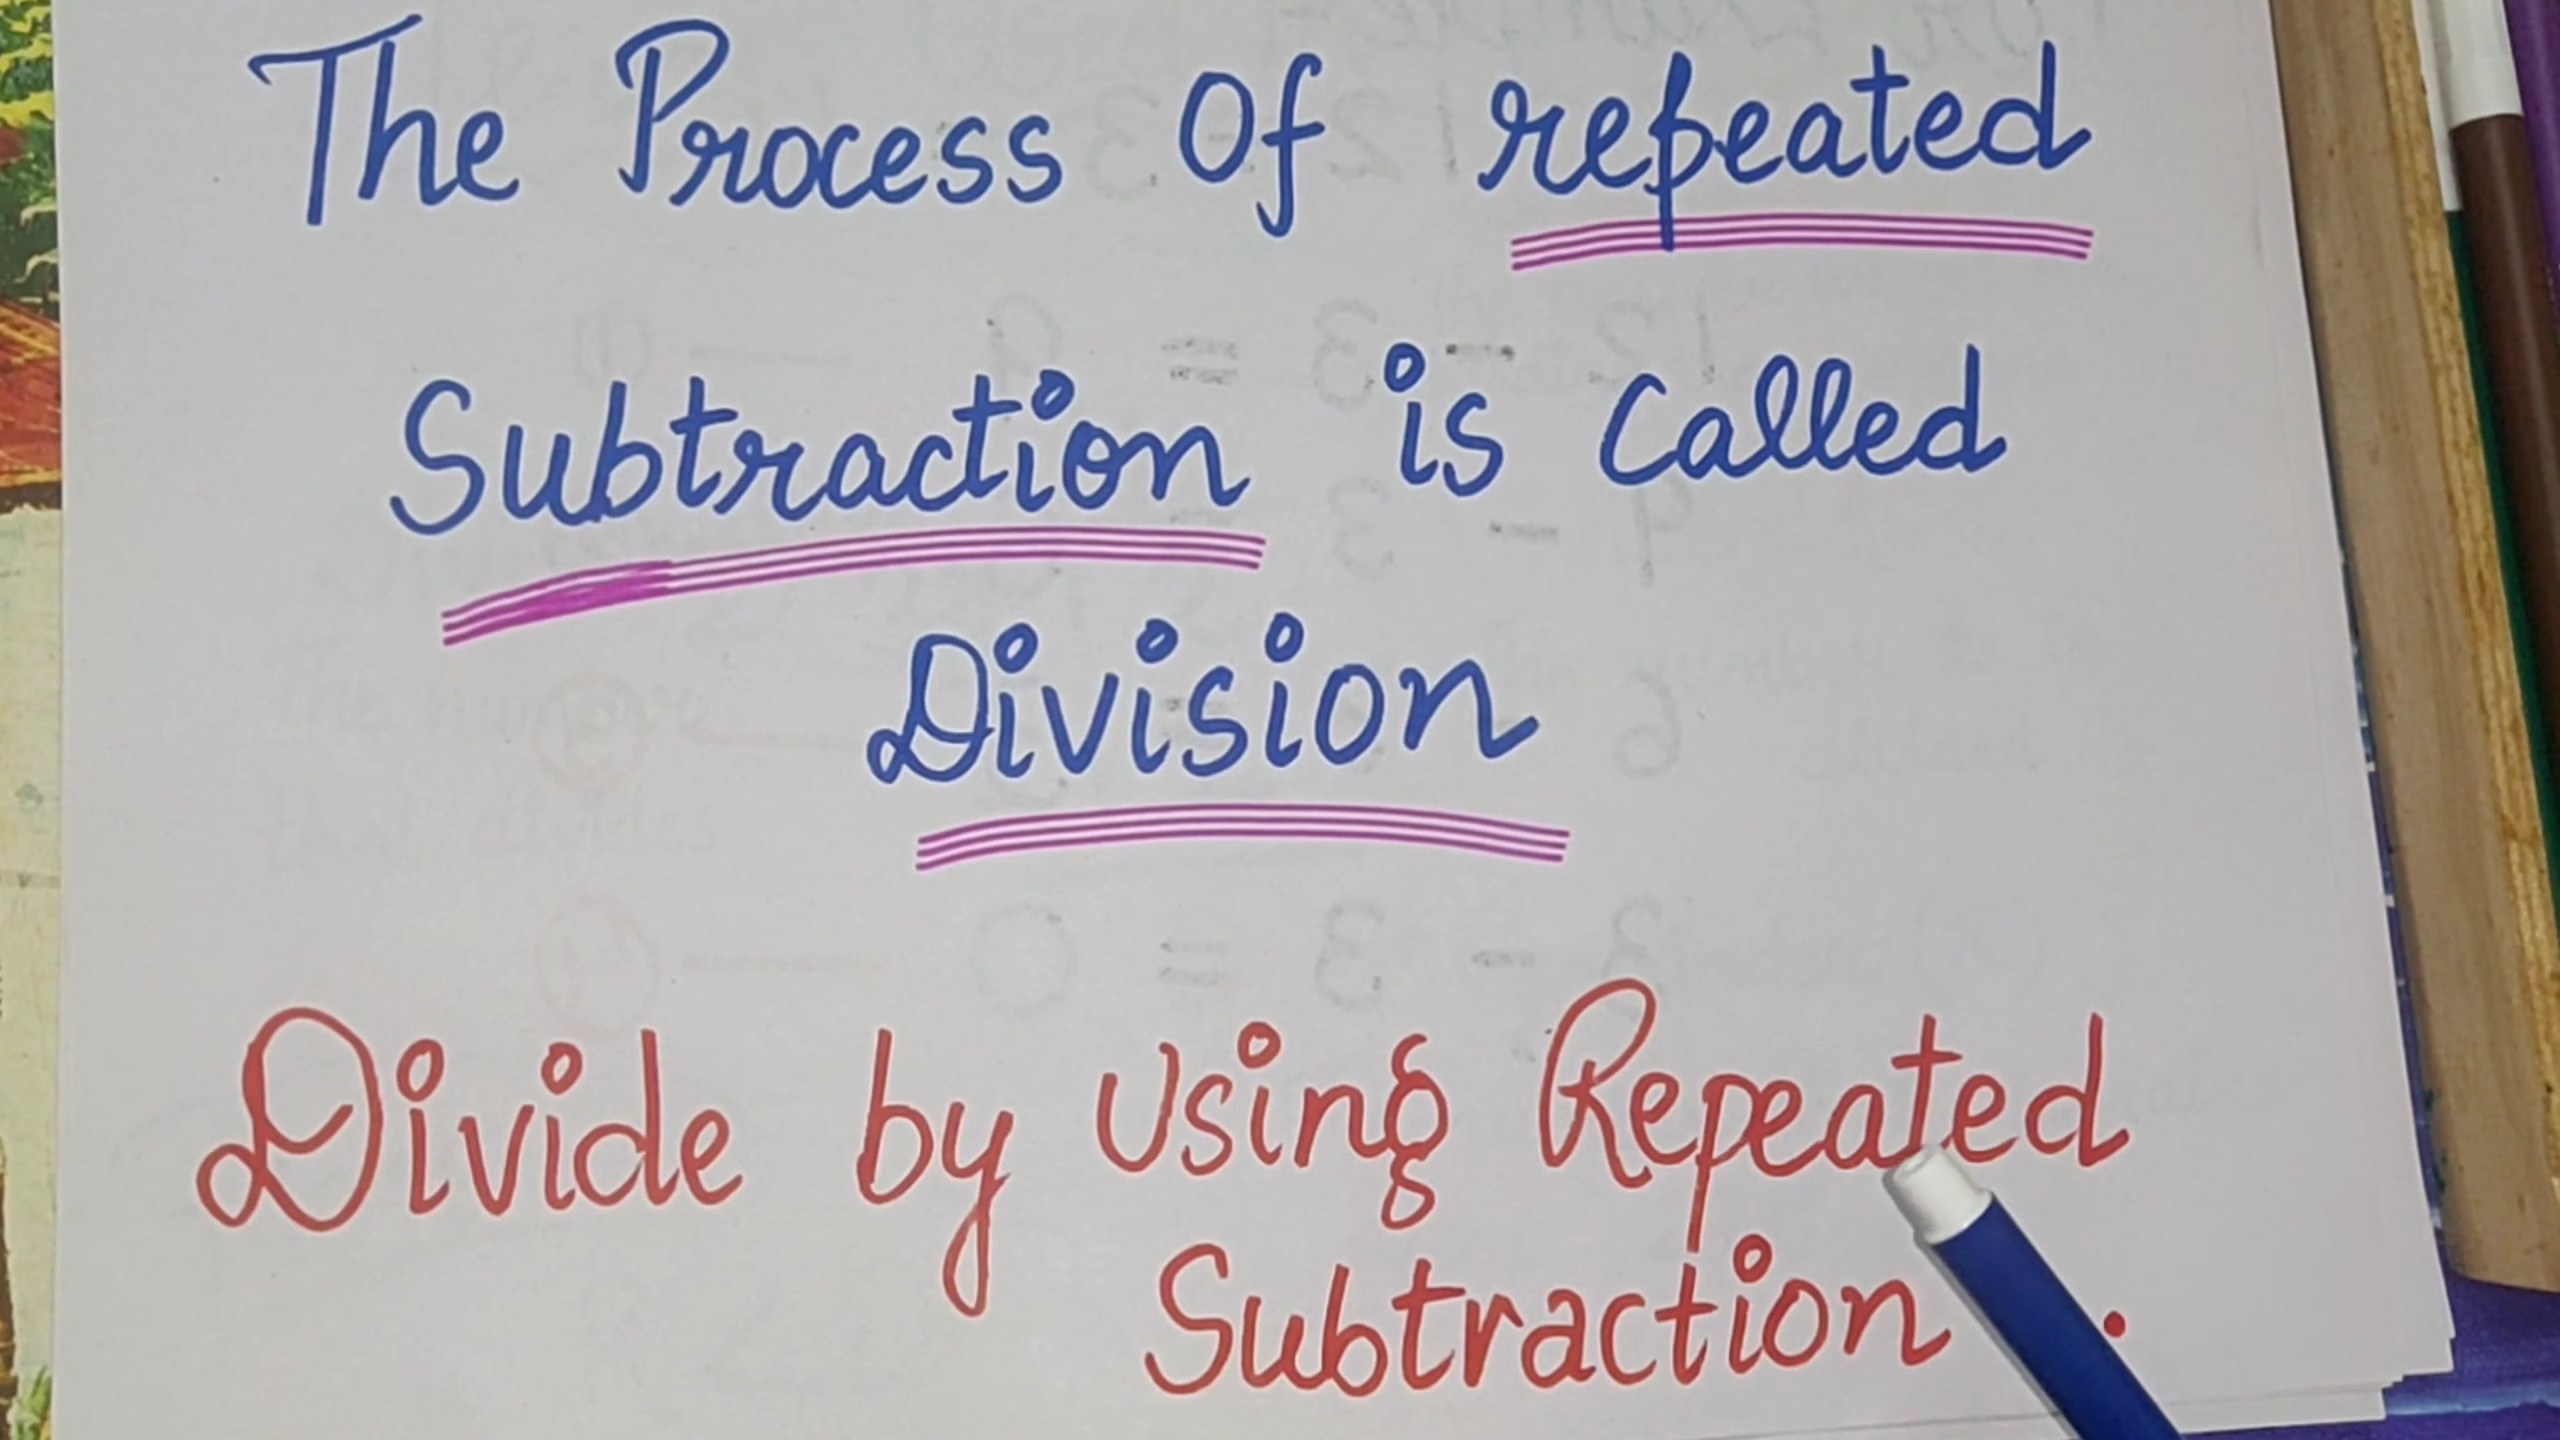 The Process Of repeated
Subtraction is Called
Division
Divide by Using Repeated
Subtraction .